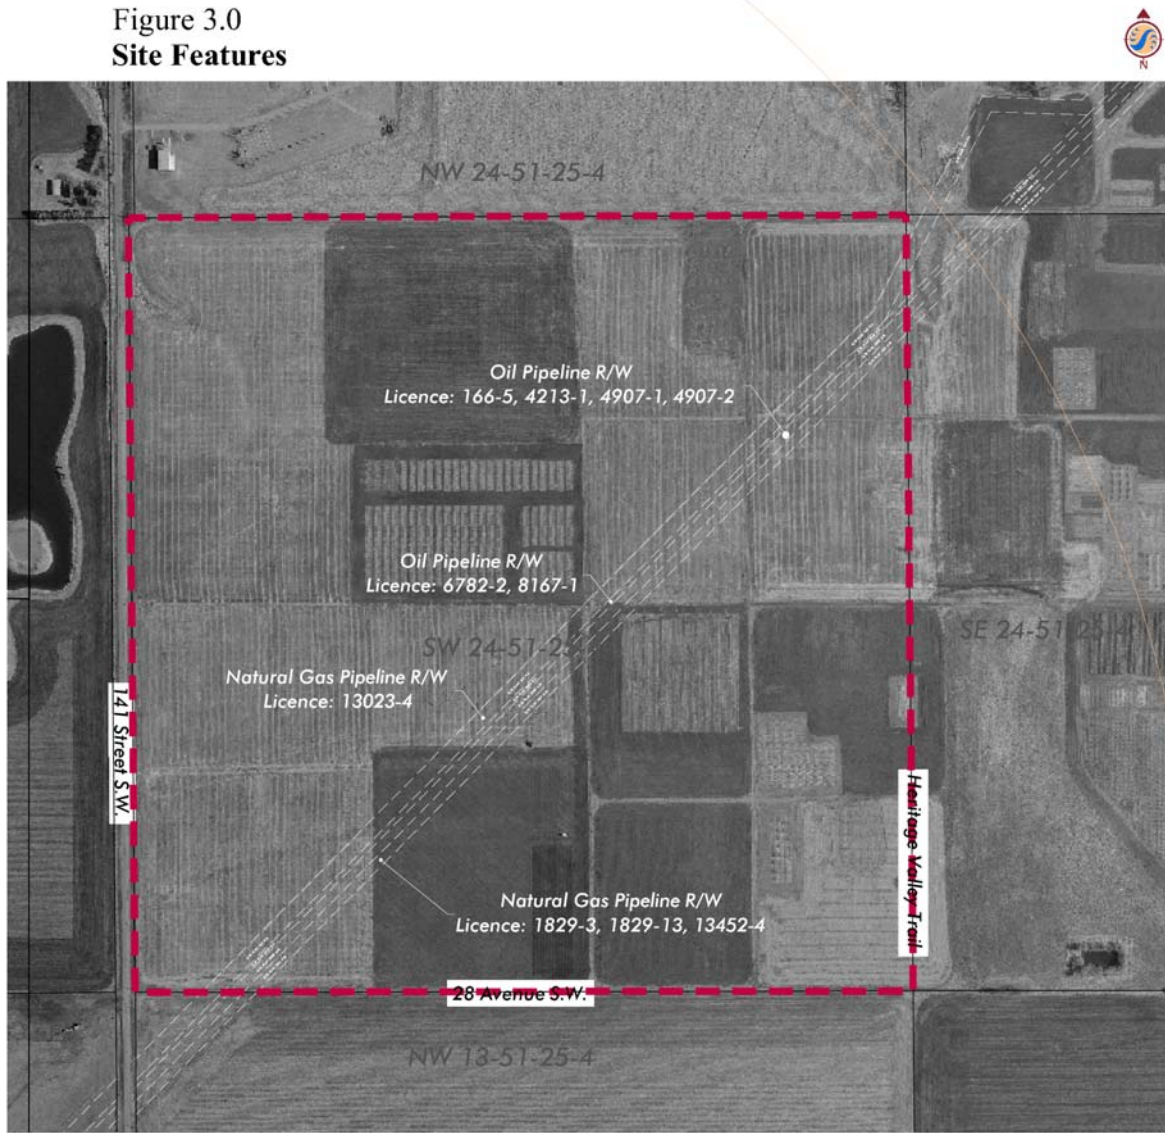 Figure 3.0
Site Features
N
NW 24-51-25-4
Oil Pipeline R/W
Licence: 166-5, 4213-1, 4907-1, 4907-2
Oil Pipeline R/W
Licence: 6782-2, 8167-1
SW 24-51-25
SE 24-51-25-4
Natural Gas Pipeline R/W
Licence: 13023-4
141 Street S.W.
Heritage Valley Trail
Natural Gas Pipeline R/W
Licence: 1829-3, 1829-13, 13452-4
28 Avenue S.W.
NW 13-51-25-4